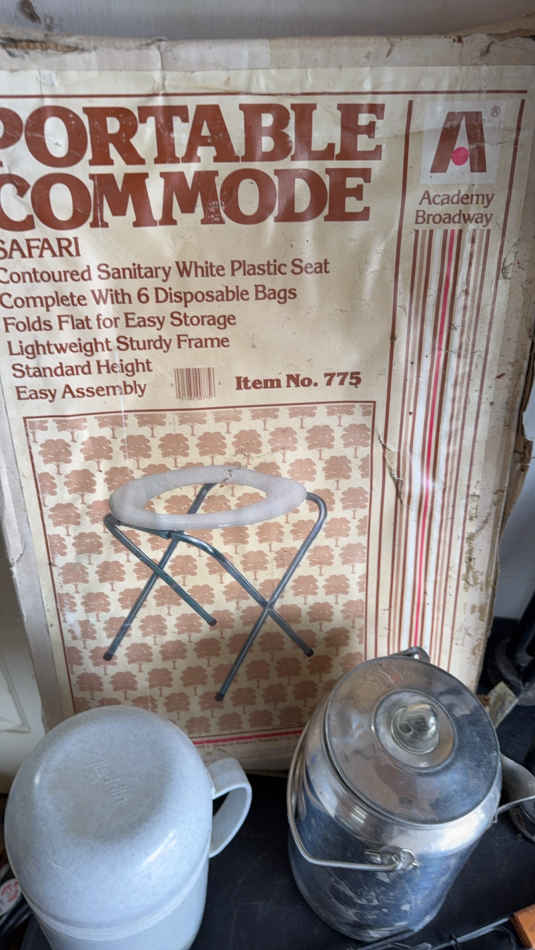 PORTABLE
COMMODE
SAFARI
Contoured Sanitary White Plastic Seat
Complete With 6 Disposable Bags
Folds Flat for Easy Storage
Lightweight Sturdy Frame
Standard Height
Easy Assembly
Item No. 775
®
Academy
Broadway